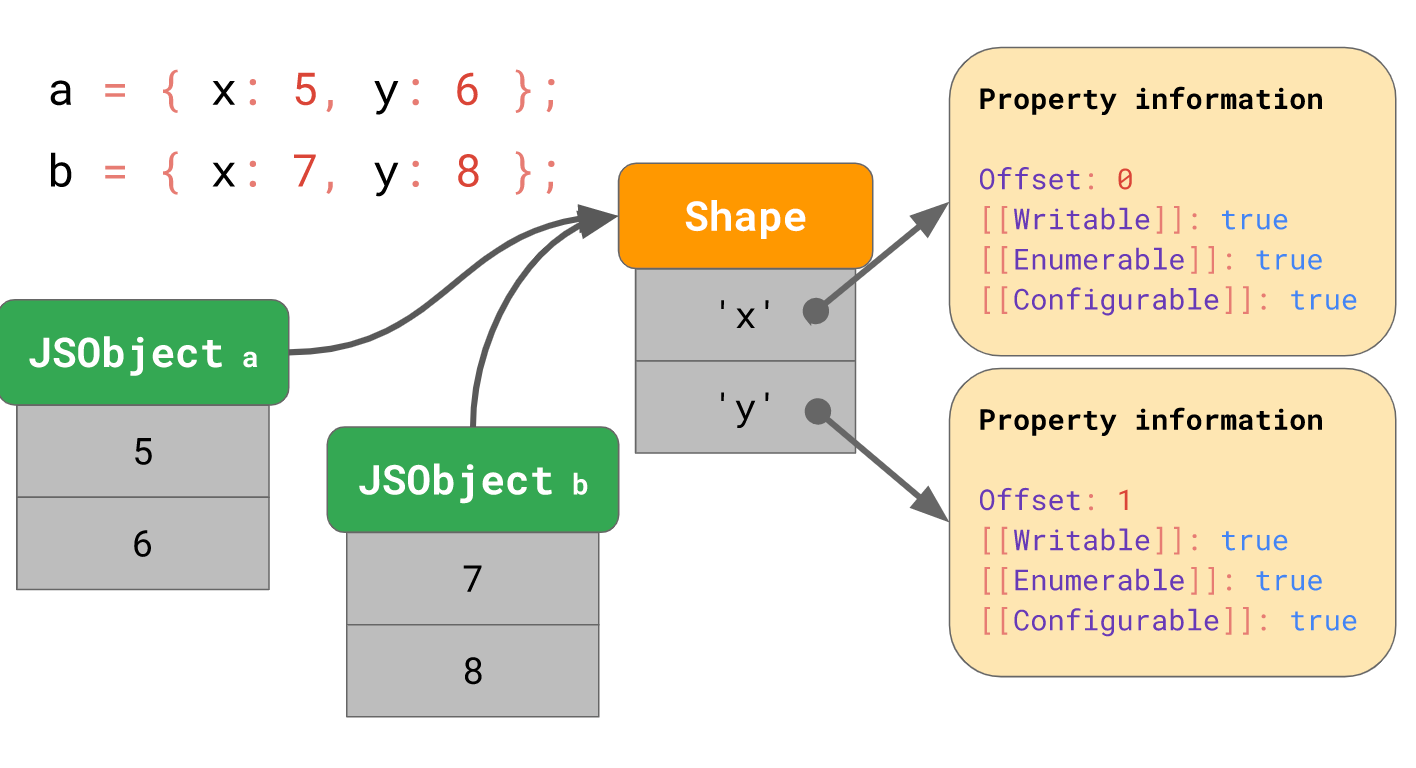 a = { x: 5, y: 6 };
b = { x: 7, y: 8 };
JSObject a
5
6
JSObject b
7
8
Shape
'x'
'y'
Property information
Offset: 0
[[Writable]]: true
[[Enumerable]]: true
[[Configurable]]: true
Property information
Offset: 1
[[Writable]]: true
[[Enumerable]]: true
[[Configurable]]: true